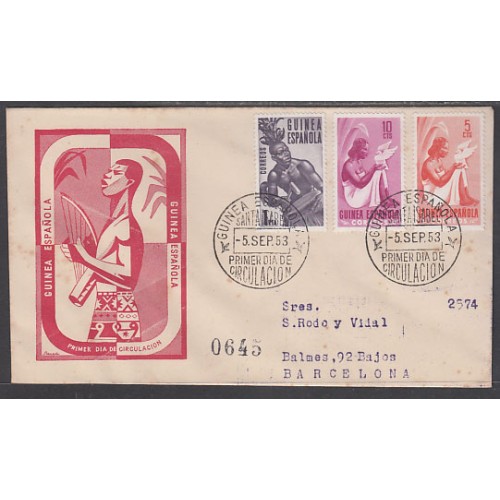 GUINEA ESPAÑOLA
GUINEA ESPAÑOLA
PRIMER DIA DE CIRCULACION
GUINEA
ESPAÑOLA
CORREOS
10
CTS
GUINEA ESPAÑOLA
5
CTS
ESPAÑOLA
GUINEA ESPAÑOLA
SANTA ISABEL
-5.SEP.53
PRIMER DIA DE
CIRCULACION
GUINEA ESPAÑOLA
-5.SEP.53
PRIMER DIA DE
CIRCULACION
Sres. 2574
S.Rodo y Vidal
0645
Balmes,92 Bajos
BARCELONA